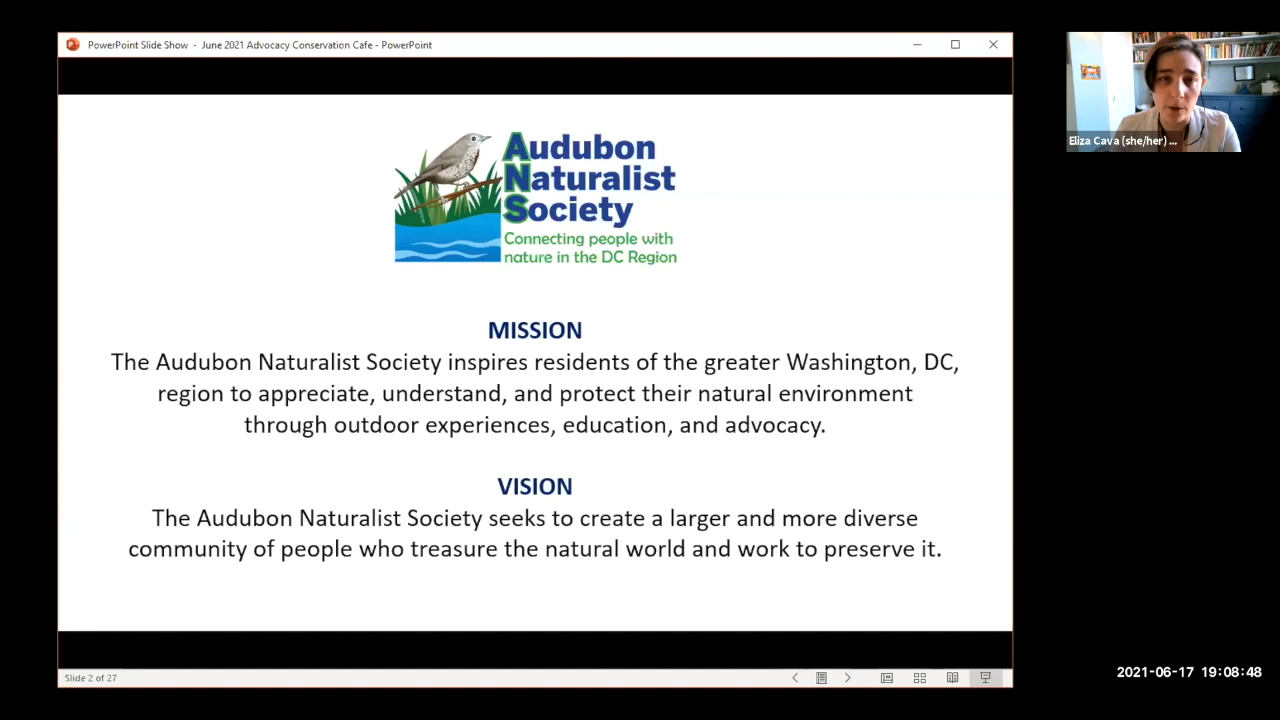 PowerPoint Slide Show - June 2021 Advocacy Conservation Cafe - PowerPoint
Eliza Cava (she/her) ...
Audubon
Naturalist
Society
Connecting people with
nature in the DC Region
MISSION
The Audubon Naturalist Society inspires residents of the greater Washington, DC,
region to appreciate, understand, and protect their natural environment
through outdoor experiences, education, and advocacy.
VISION
The Audubon Naturalist Society seeks to create a larger and more diverse
community of people who treasure the natural world and work to preserve it.
Slide 2 of 27
2021-06-17 19:08:48